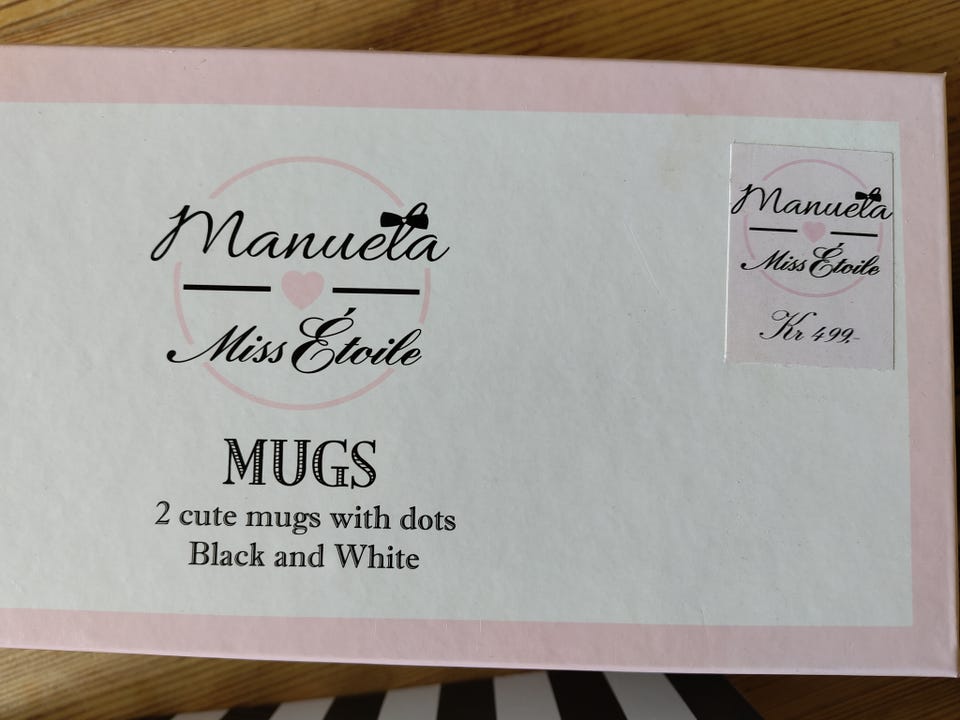 Manuela
Miss Étoile
MUGS
2 cute mugs with dots
Black and White
Manuela
Miss Étoile
Kr 499,-